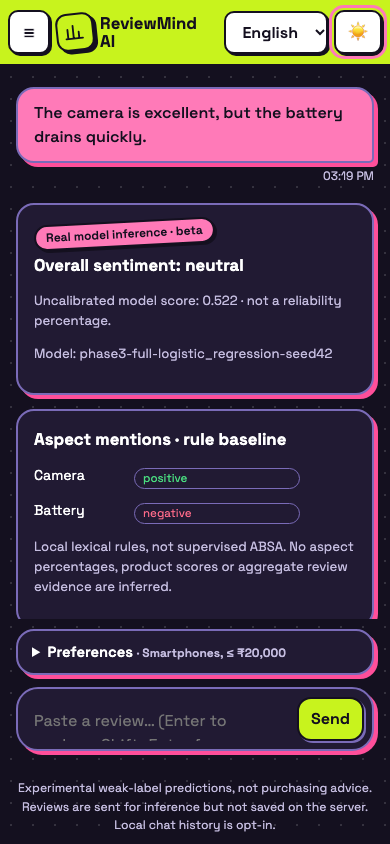 ≡
ReviewMind
AI
English
The camera is excellent, but the battery
drains quickly.
03:19 PM
Real model inference · beta
Overall sentiment: neutral
Uncalibrated model score: 0.522 · not a reliability
percentage.
Model: phase3-full-logistic_regression-seed42
Aspect mentions · rule baseline
Camera positive
Battery negative
Local lexical rules, not supervised ABSA. No aspect
percentages, product scores or aggregate review
evidence are inferred.
▶ Preferences · Smartphones, ≤ ₹20,000
Paste a review... (Enter to
Send
Experimental weak-label predictions, not purchasing advice.
Reviews are sent for inference but not saved on the server.
Local chat history is opt-in.